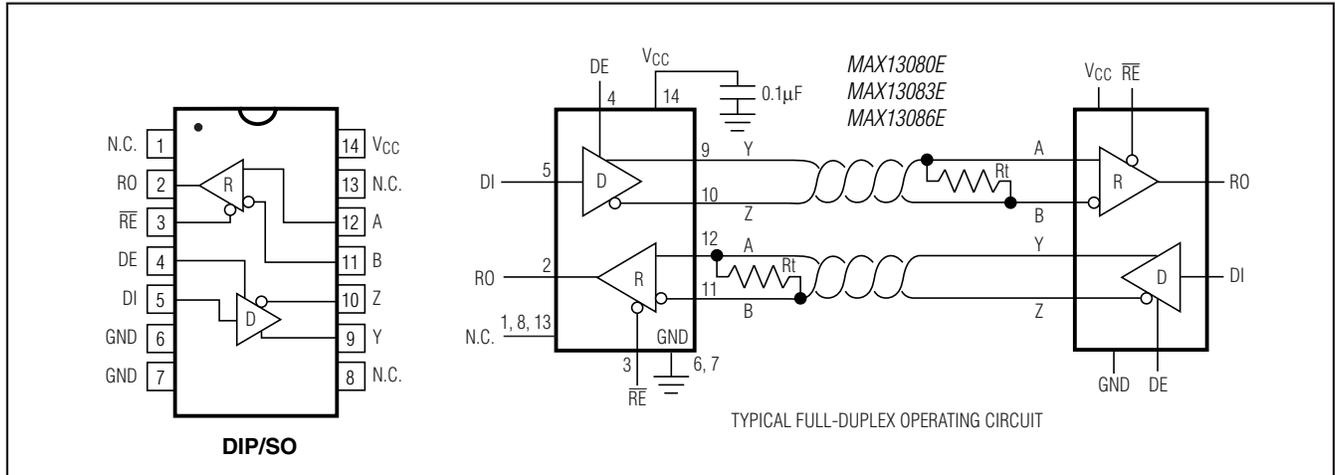 N.C. 1
RO 2
RE 3
DE 4
DI 5
GND 6
GND 7
14 VCC
13 N.C.
12 A
11 B
10 Z
9 Y
8 N.C.
R
D
DIP/SO
DE
4
VCC
14
0.1µF
MAX13080E
MAX13083E
MAX13086E
DI
5
D
9 Y
10
Z
12 A
Rt
11
B
RO
2
R
N.C. 1, 8, 13
3
RE
GND
6, 7
VCC RE
A
Rt
B
R
RO
Y
D
DI
Z
GND DE
TYPICAL FULL-DUPLEX OPERATING CIRCUIT